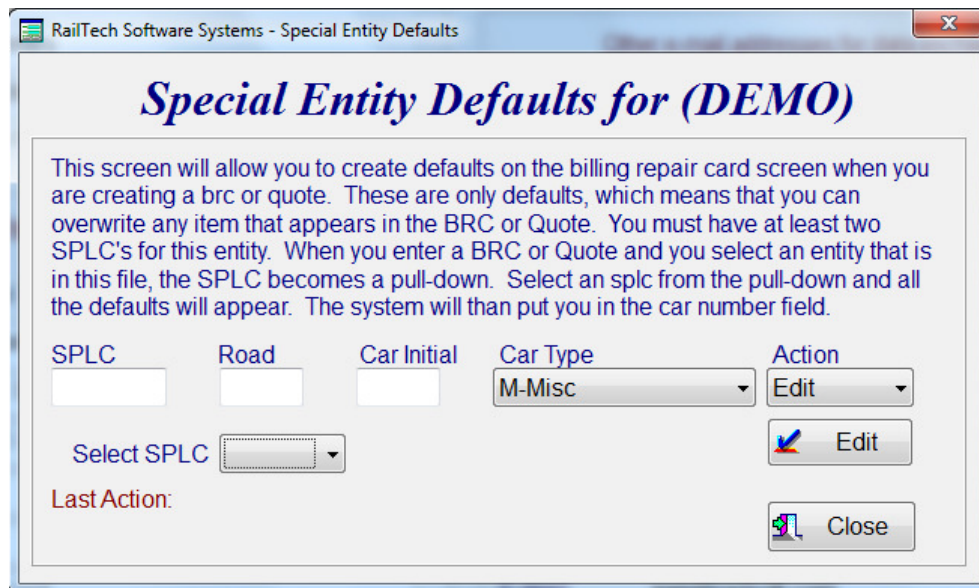 RailTech Software Systems - Special Entity Defaults
Special Entity Defaults for (DEMO)
This screen will allow you to create defaults on the billing repair card screen when you
are creating a brc or quote. These are only defaults, which means that you can
overwrite any item that appears in the BRC or Quote. You must have at least two
SPLC's for this entity. When you enter a BRC or Quote and you select an entity that is
in this file, the SPLC becomes a pull-down. Select an splc from the pull-down and all
the defaults will appear. The system will than put you in the car number field.
SPLC Road Car Initial Car Type Action
M-Misc Edit
Edit
Select SPLC
Last Action:
Close